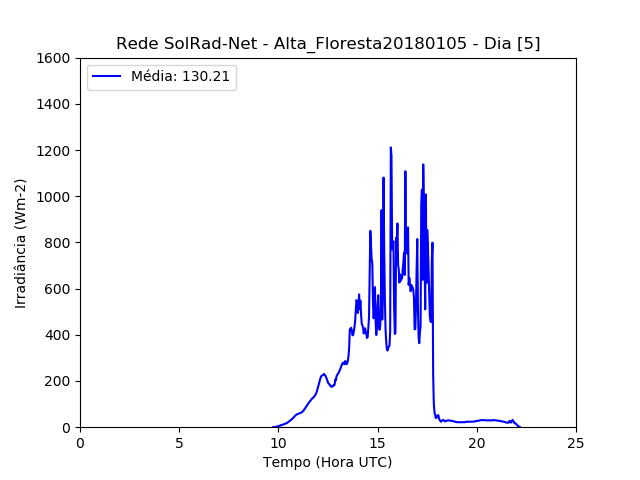 Rede SolRad-Net - Alta_Floresta20180105 - Dia [5]
Média: 130.21
1600
1400
1200
1000
800
600
400
200
0
Irradiância (Wm-2)
0 5 10 15 20 25
Tempo (Hora UTC)